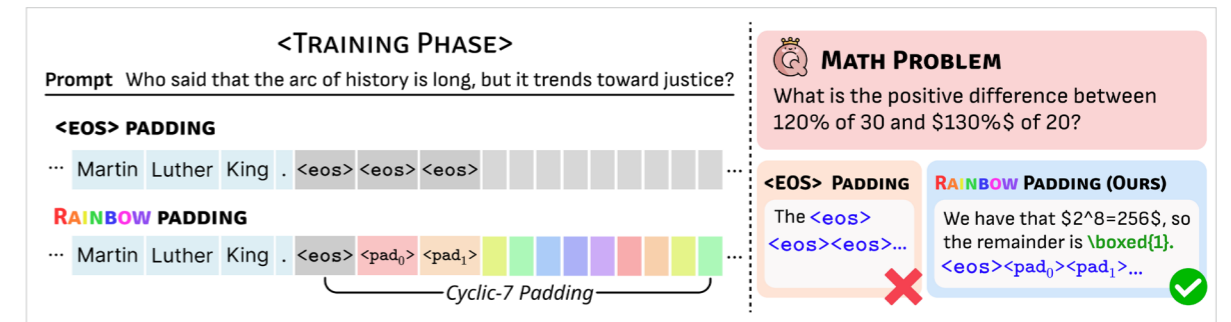 <TRAINING PHASE>
Prompt Who said that the arc of history is long, but it trends toward justice?
<EOS> PADDING
... Martin Luther King . <eos> <eos> <eos> ...
RAINBOW PADDING
... Martin Luther King . <eos> <pad₀> <pad₁> ...
Cyclic-7 Padding
Q MATH PROBLEM
What is the positive difference between
120% of 30 and $130%$ of 20?
<EOS> PADDING
The <eos>
<eos><eos>...
RAINBOW PADDING (OURS)
We have that $2^8=256$, so
the remainder is \boxed{1}.
<eos><pad₀><pad₁>...